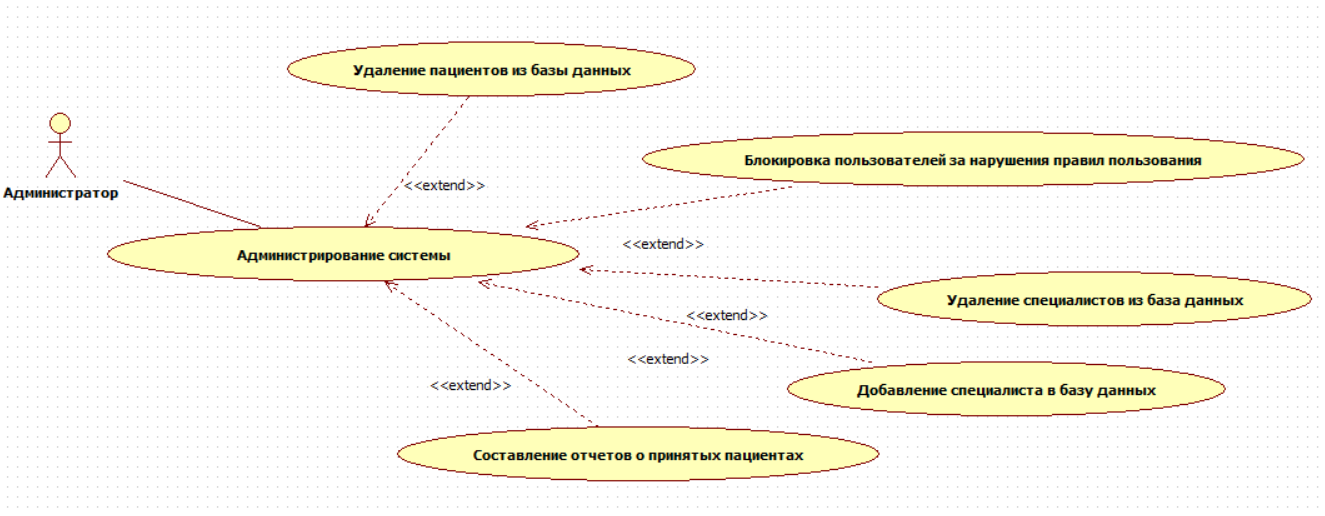 Удаление пациентов из базы данных
Блокировка пользователей за нарушения правил пользования
<<extend>>
Администратор
<<extend>>
Администрирование системы
Удаление специалистов из база данных
<<extend>>
<<extend>>
<<extend>>
Добавление специалиста в базу данных
Составление отчетов о принятых пациентах